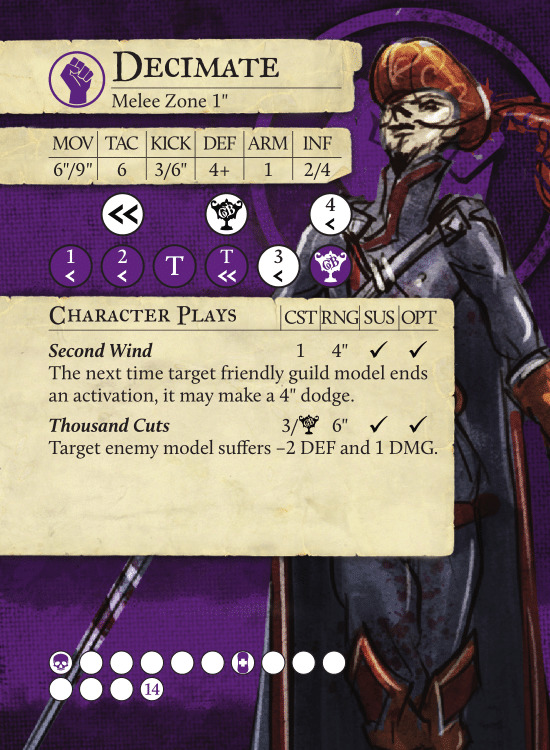 DECIMATE
Melee Zone 1"
MOV TAC KICK DEF ARM INF
6"/9" 6 3/6" 4+ 1 2/4
<< GB 4 <
1 < 2 < T T << 3 < GB
CHARACTER PLAYS CST RNG SUS OPT
Second Wind 1 4" ✓ ✓
The next time target friendly guild model ends
an activation, it may make a 4" dodge.
Thousand Cuts 3/GB 6" ✓ ✓
Target enemy model suffers –2 DEF and 1 DMG.
14